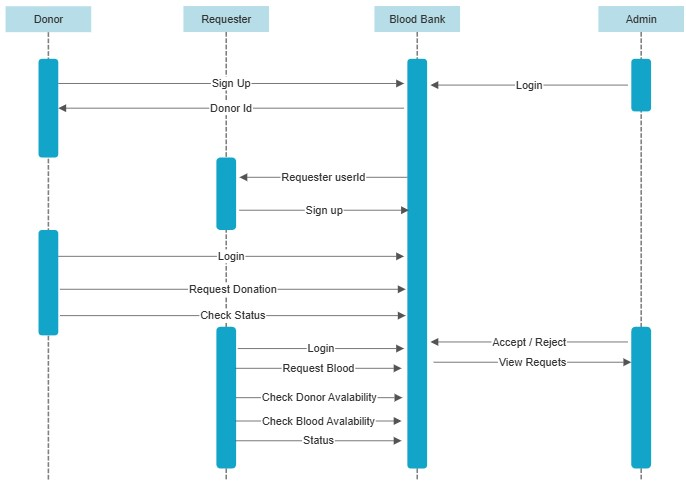 Donor
Requester
Blood Bank
Admin
Sign Up
Login
Donor Id
Requester userId
Sign up
Login
Request Donation
Check Status
Accept / Reject
Login
View Requets
Request Blood
Check Donor Avalability
Check Blood Avalability
Status